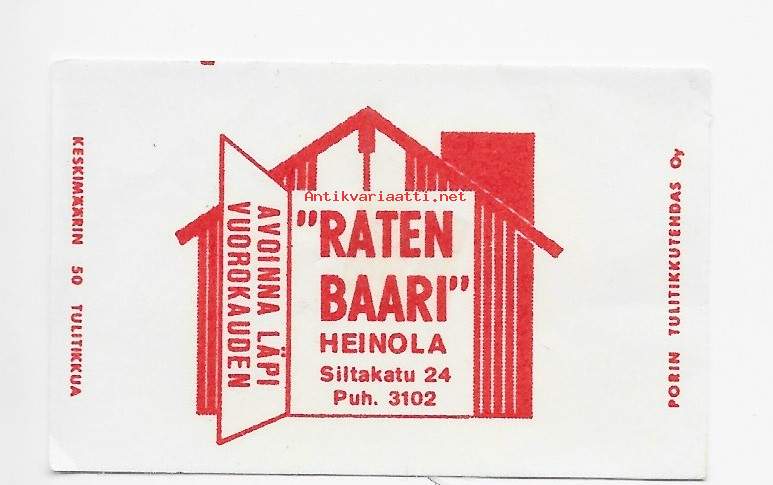 KESKIMÄÄRIN 50 TULITIKKUA
AVOINNA LÄPI
VUOROKAUDEN
Antikvariaatti.net
"RATEN
BAARI"
HEINOLA
Siltakatu 24
Puh. 3102
PORIN TULITIKKUTEHDAS Oy